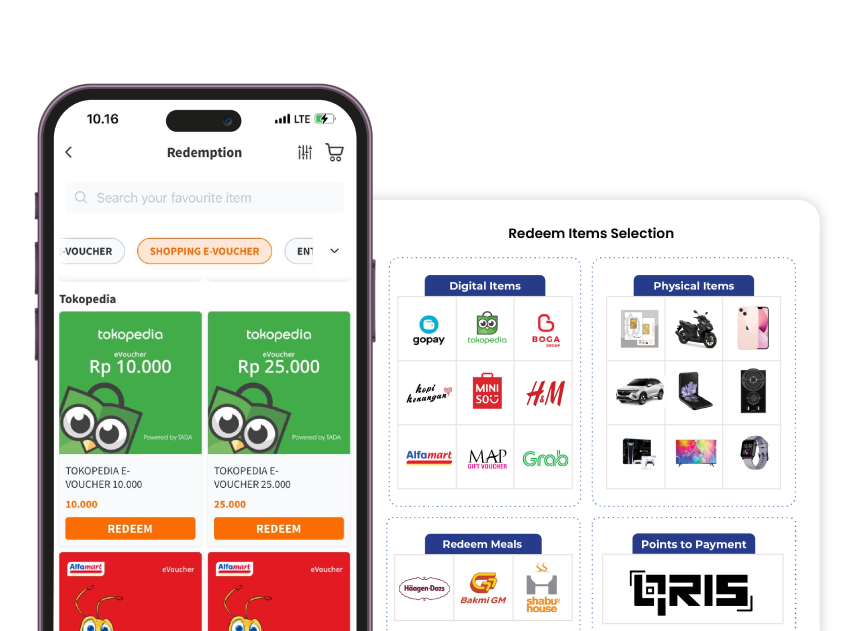 10.16
LTE
Redemption
Search your favourite item
-VOUCHER
SHOPPING E-VOUCHER
ENT
Tokopedia
tokopedia
eVoucher
Rp 10.000
Powered by TADA
TOKOPEDIA E-
VOUCHER 10.000
10.000
REDEEM
tokopedia
eVoucher
Rp 25.000
Powered by TADA
TOKOPEDIA E-
VOUCHER 25.000
25.000
REDEEM
Alfamart
eVoucher
Alfamart
eVoucher
Redeem Items Selection
Digital Items
gopay
tokopedia
BOGA
GROUP
kopi
kenangan
MINI
SO
H&M
Alfamart
MAP
GIFT VOUCHER
Grab
Physical Items
Redeem Meals
Häagen-Dazs
Bakmi GM
shabu
house
Points to Payment
QRIS